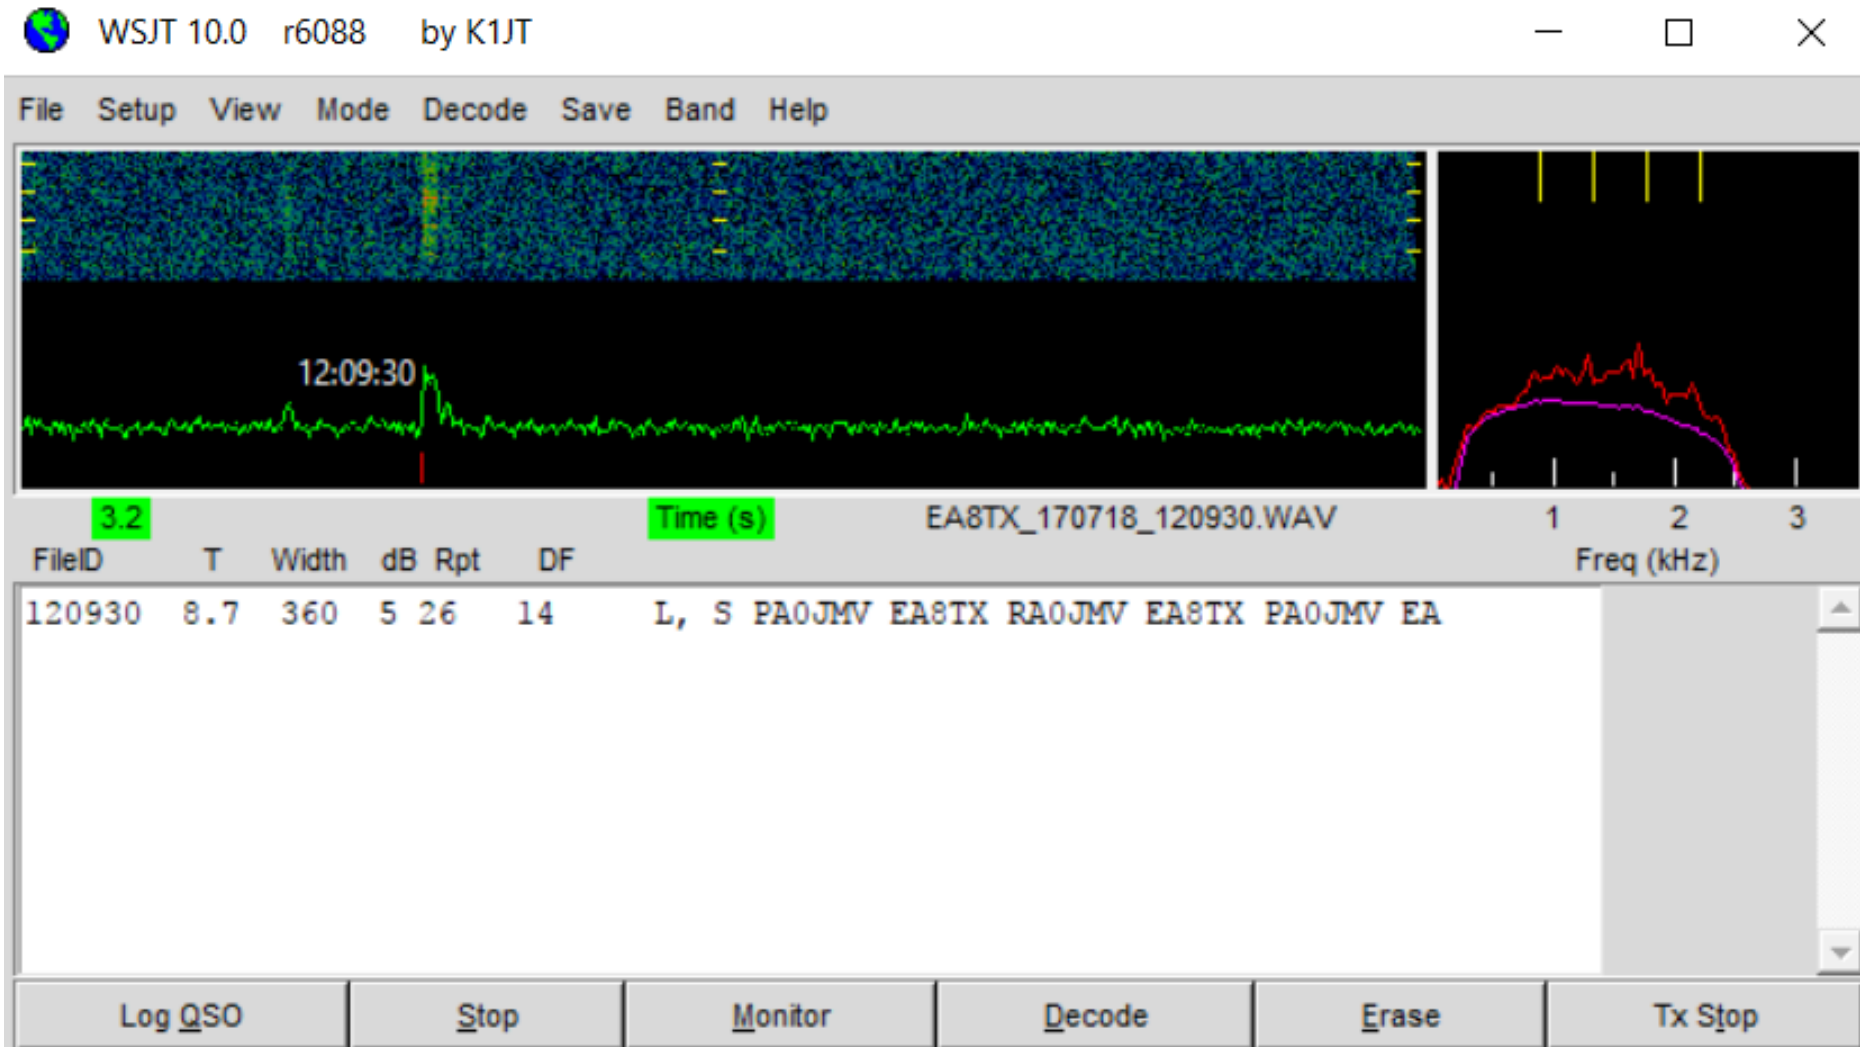 WSJT 10.0 r6088 by K1JT
File Setup View Mode Decode Save Band Help
12:09:30
3.2 Time (s) EA8TX_170718_120930.WAV 1 2 3
FileID T Width dB Rpt DF Freq (kHz)
120930 8.7 360 5 26 14 L, S PA0JMV EA8TX RA0JMV EA8TX PA0JMV EA
Log QSO Stop Monitor Decode Erase Tx Stop